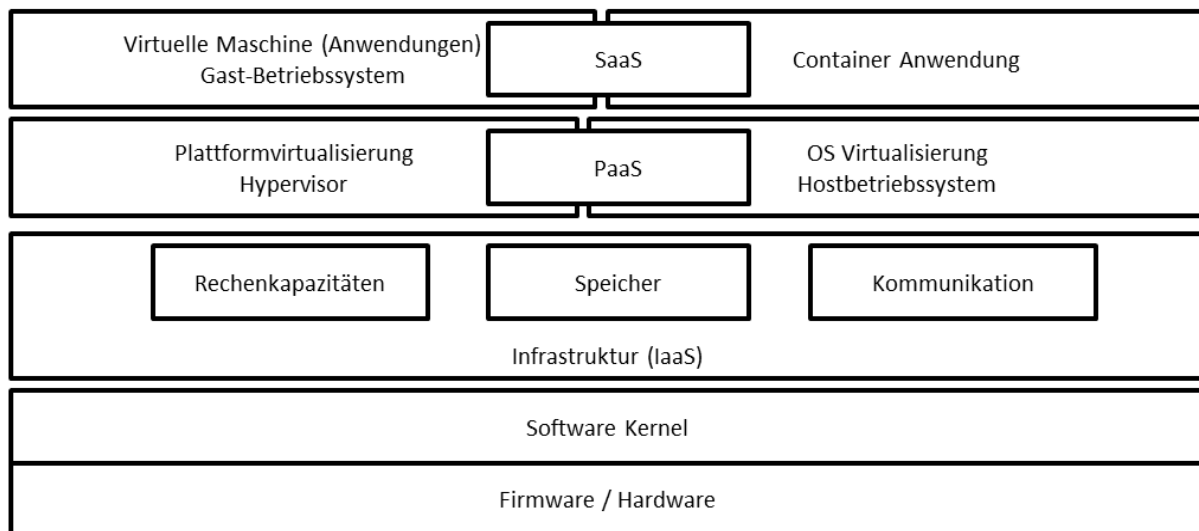 Virtuelle Maschine (Anwendungen)
Gast-Betriebssystem
SaaS
Container Anwendung
Plattformvirtualisierung
Hypervisor
PaaS
OS Virtualisierung
Hostbetriebssystem
Rechenkapazitäten
Speicher
Kommunikation
Infrastruktur (IaaS)
Software Kernel
Firmware / Hardware